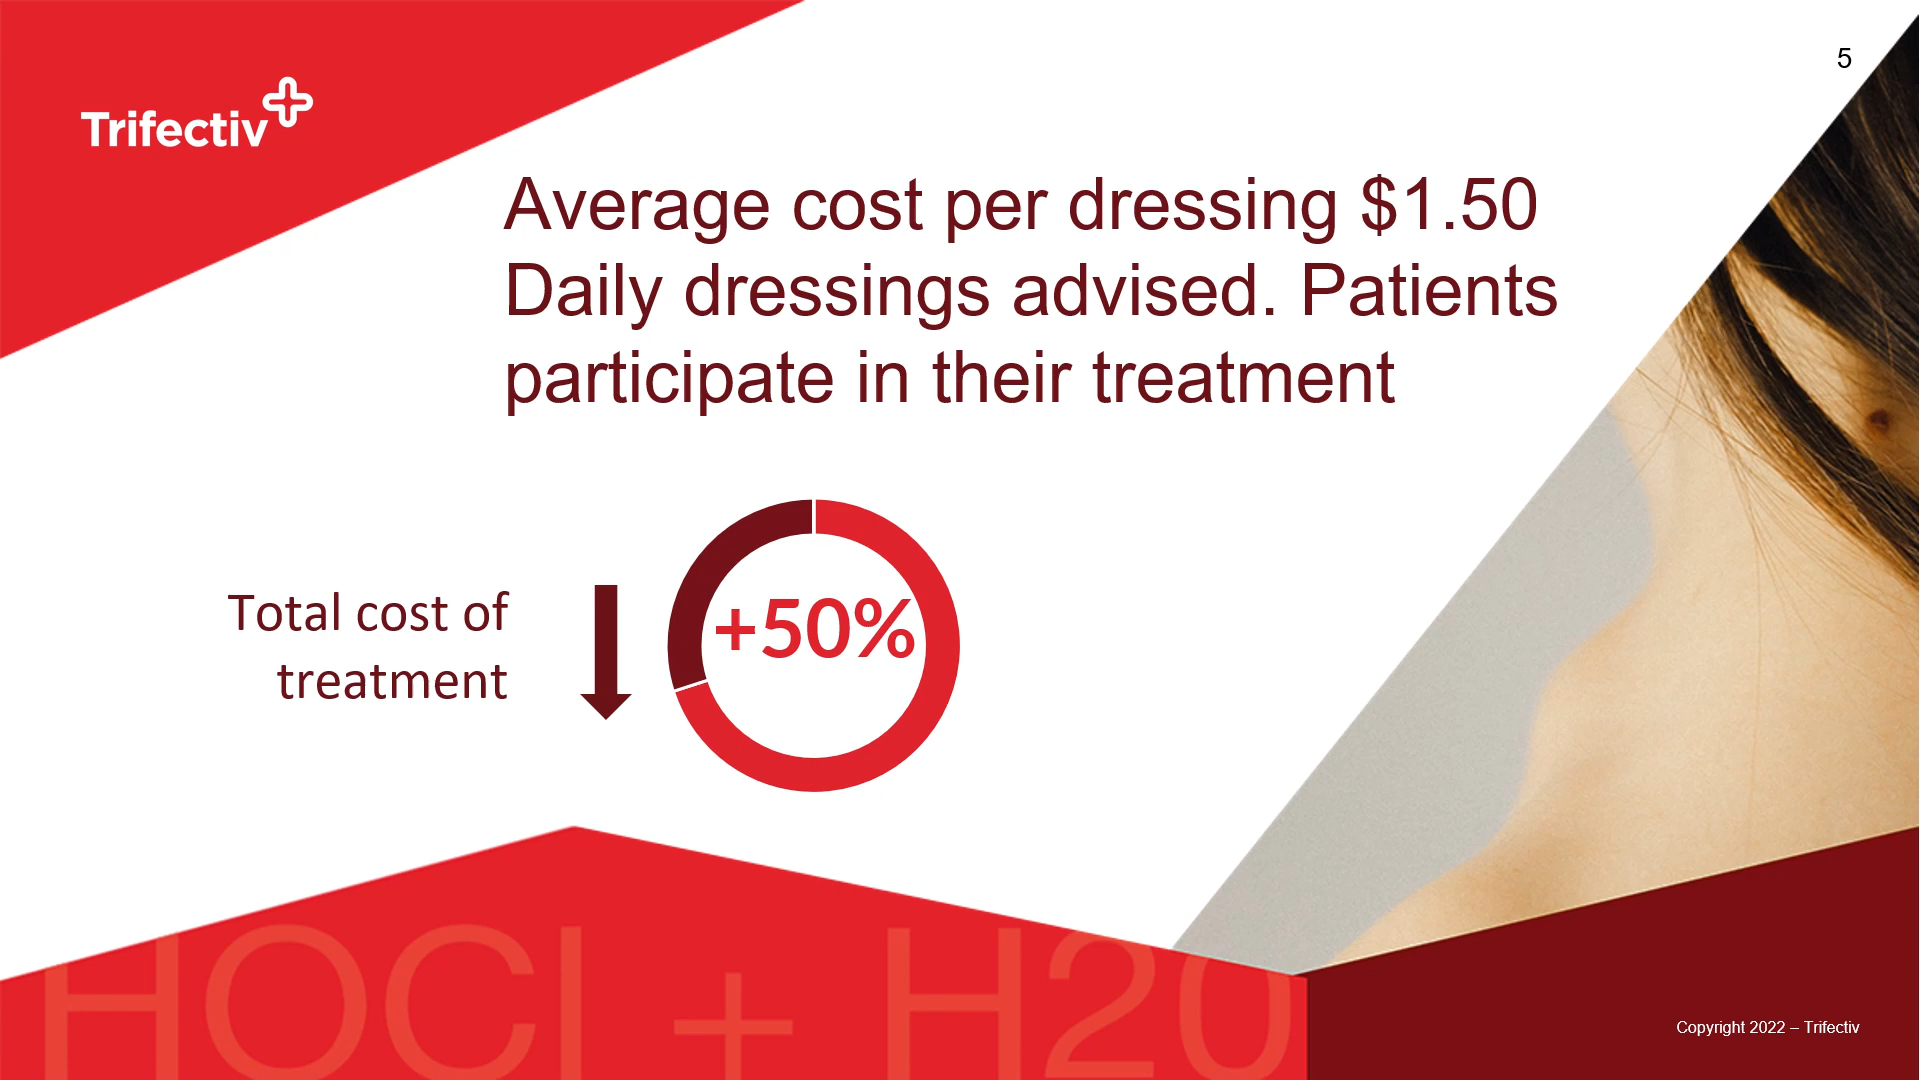 5
Trifectiv
Average cost per dressing $1.50
Daily dressings advised. Patients
participate in their treatment
Total cost of
treatment
+50%
HOCl + H20
Copyright 2022 – Trifectiv